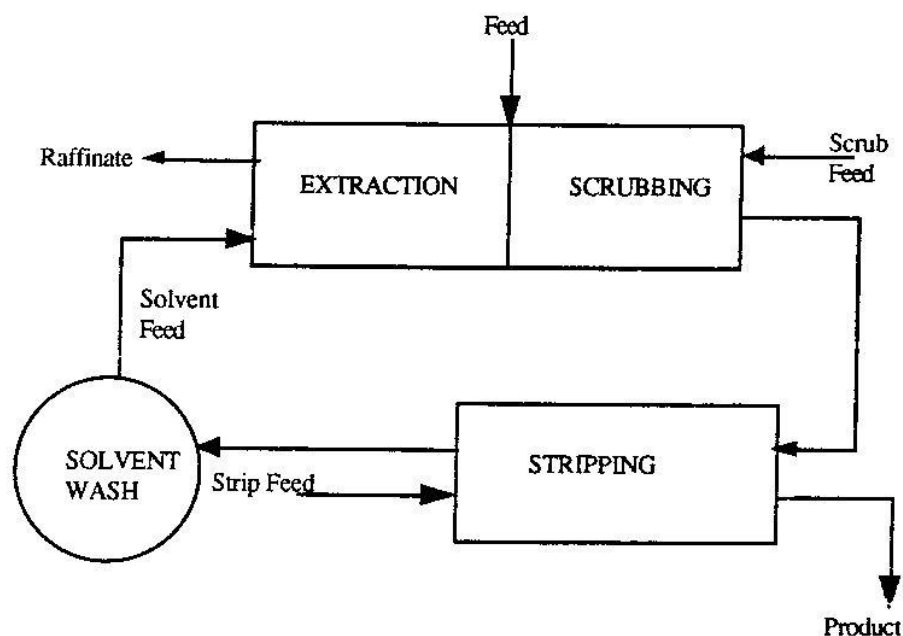 Feed
Raffinate
EXTRACTION
SCRUBBING
Scrub
Feed
Solvent
Feed
SOLVENT
WASH
Strip Feed
STRIPPING
Product